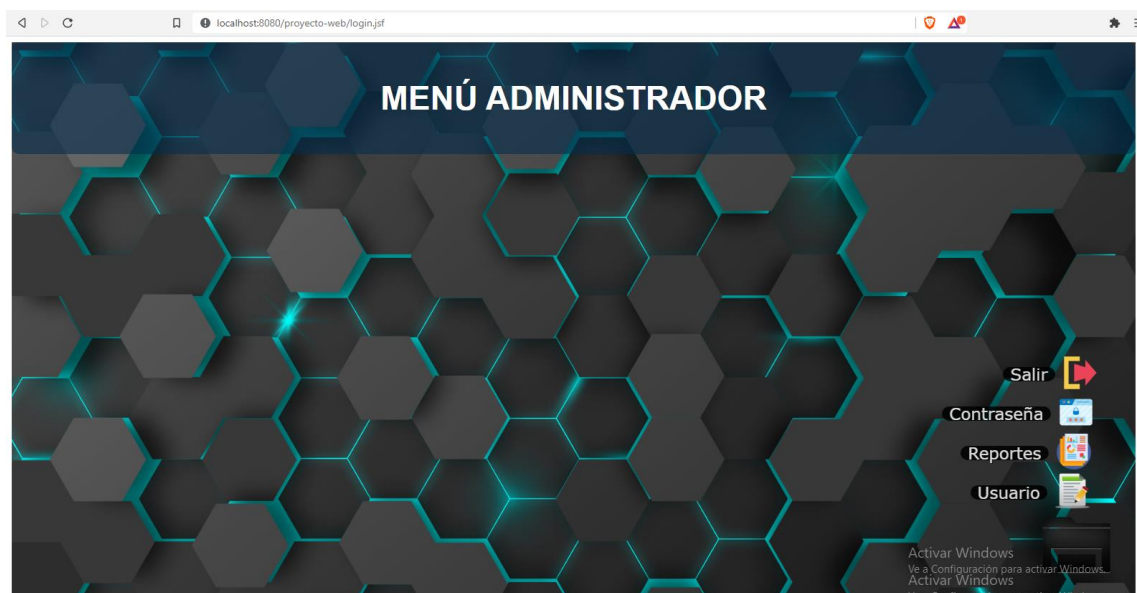 localhost:8080/proyecto-web/login.jsf
MENÚ ADMINISTRADOR
Salir
Contraseña
Reportes
Usuario
Activar Windows
Ve a Configuración para activar Windows.
Activar Windows